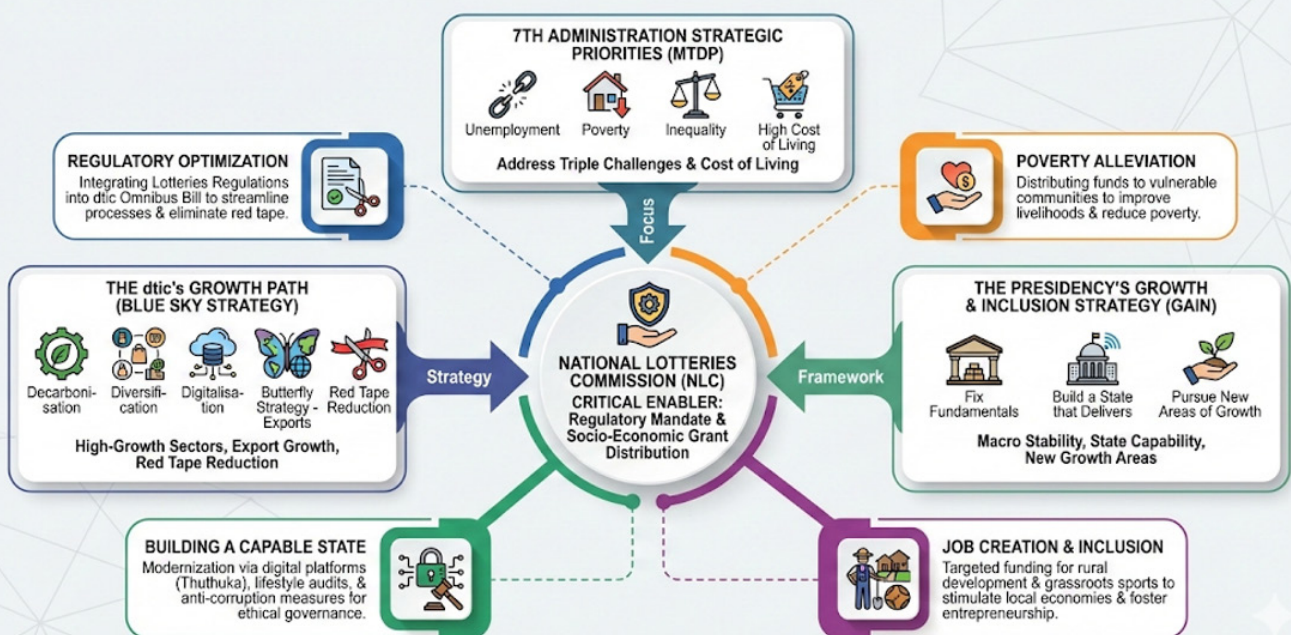 7TH ADMINISTRATION STRATEGIC
PRIORITIES (MTDP)
Unemployment
Poverty
Inequality
High Cost
of Living
Address Triple Challenges & Cost of Living
Focus
REGULATORY OPTIMIZATION
Integrating Lotteries Regulations
into dtic Omnibus Bill to streamline
processes & eliminate red tape.
POVERTY ALLEVIATION
Distributing funds to vulnerable
communities to improve
livelihoods & reduce poverty.
THE dtic's GROWTH PATH
(BLUE SKY STRATEGY)
Decarboni-
sation
Diversifi-
cation
Digitalisa-
tion
Butterfly
Strategy -
Exports
Red Tape
Reduction
High-Growth Sectors, Export Growth,
Red Tape Reduction
Strategy
NATIONAL LOTTERIES
COMMISSION (NLC)
CRITICAL ENABLER:
Regulatory Mandate &
Socio-Economic Grant
Distribution
Framework
THE PRESIDENCY'S GROWTH
& INCLUSION STRATEGY (GAIN)
Fix
Fundamentals
Build a State
that Delivers
Pursue New
Areas of Growth
Macro Stability, State Capability,
New Growth Areas
BUILDING A CAPABLE STATE
Modernization via digital platforms
(Thuthuka), lifestyle audits, &
anti-corruption measures for
ethical governance.
JOB CREATION & INCLUSION
Targeted funding for rural
development & grassroots sports to
stimulate local economies & foster
entrepreneurship.